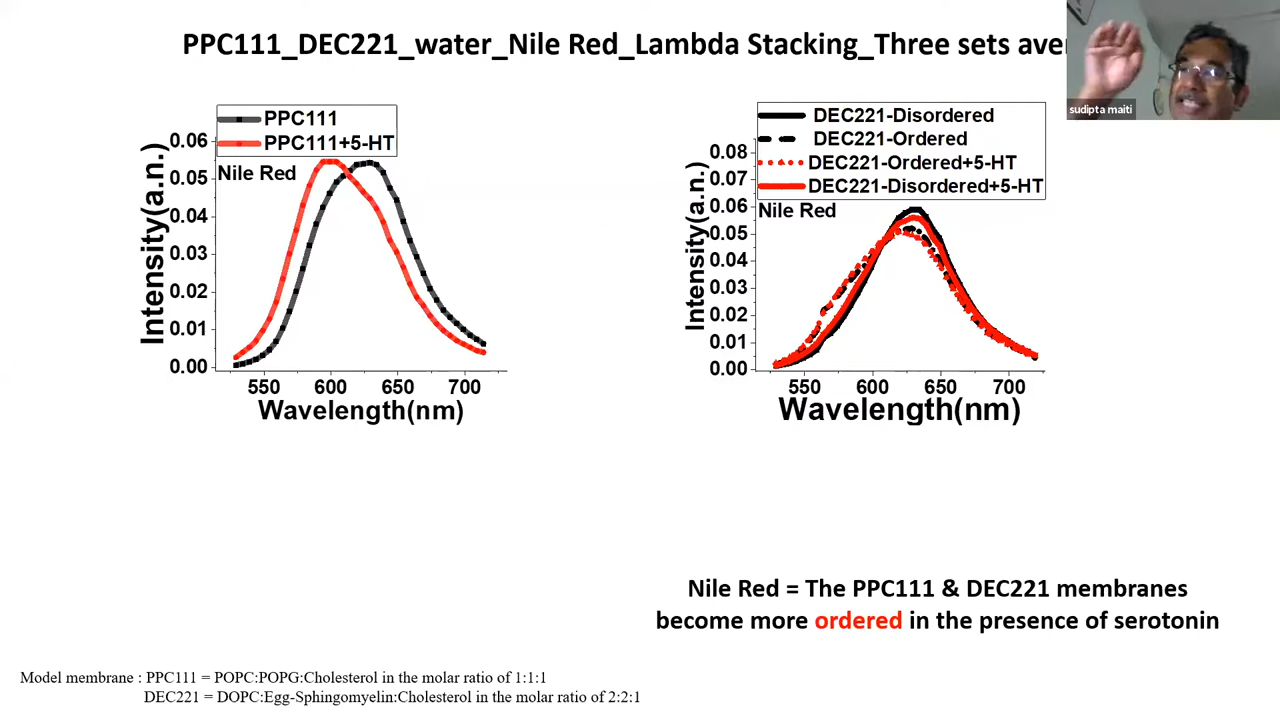 PPC111_DEC221_water_Nile Red_Lambda Stacking_Three sets
sudipta maiti
PPC111
PPC111+5-HT
Nile Red
0.06
0.05
0.04
0.03
0.02
0.01
0.00
Intensity(a.n.)
550 600 650 700
Wavelength(nm)
DEC221-Disordered
DEC221-Ordered
DEC221-Ordered+5-HT
DEC221-Disordered+5-HT
Nile Red
0.08
0.07
0.06
0.05
0.04
0.03
0.02
0.01
0.00
Intensity(a.n.)
550 600 650 700
Wavelength(nm)
Nile Red = The PPC111 & DEC221 membranes
become more ordered in the presence of serotonin
Model membrane : PPC111 = POPC:POPG:Cholesterol in the molar ratio of 1:1:1
DEC221 = DOPC:Egg-Sphingomyelin:Cholesterol in the molar ratio of 2:2:1